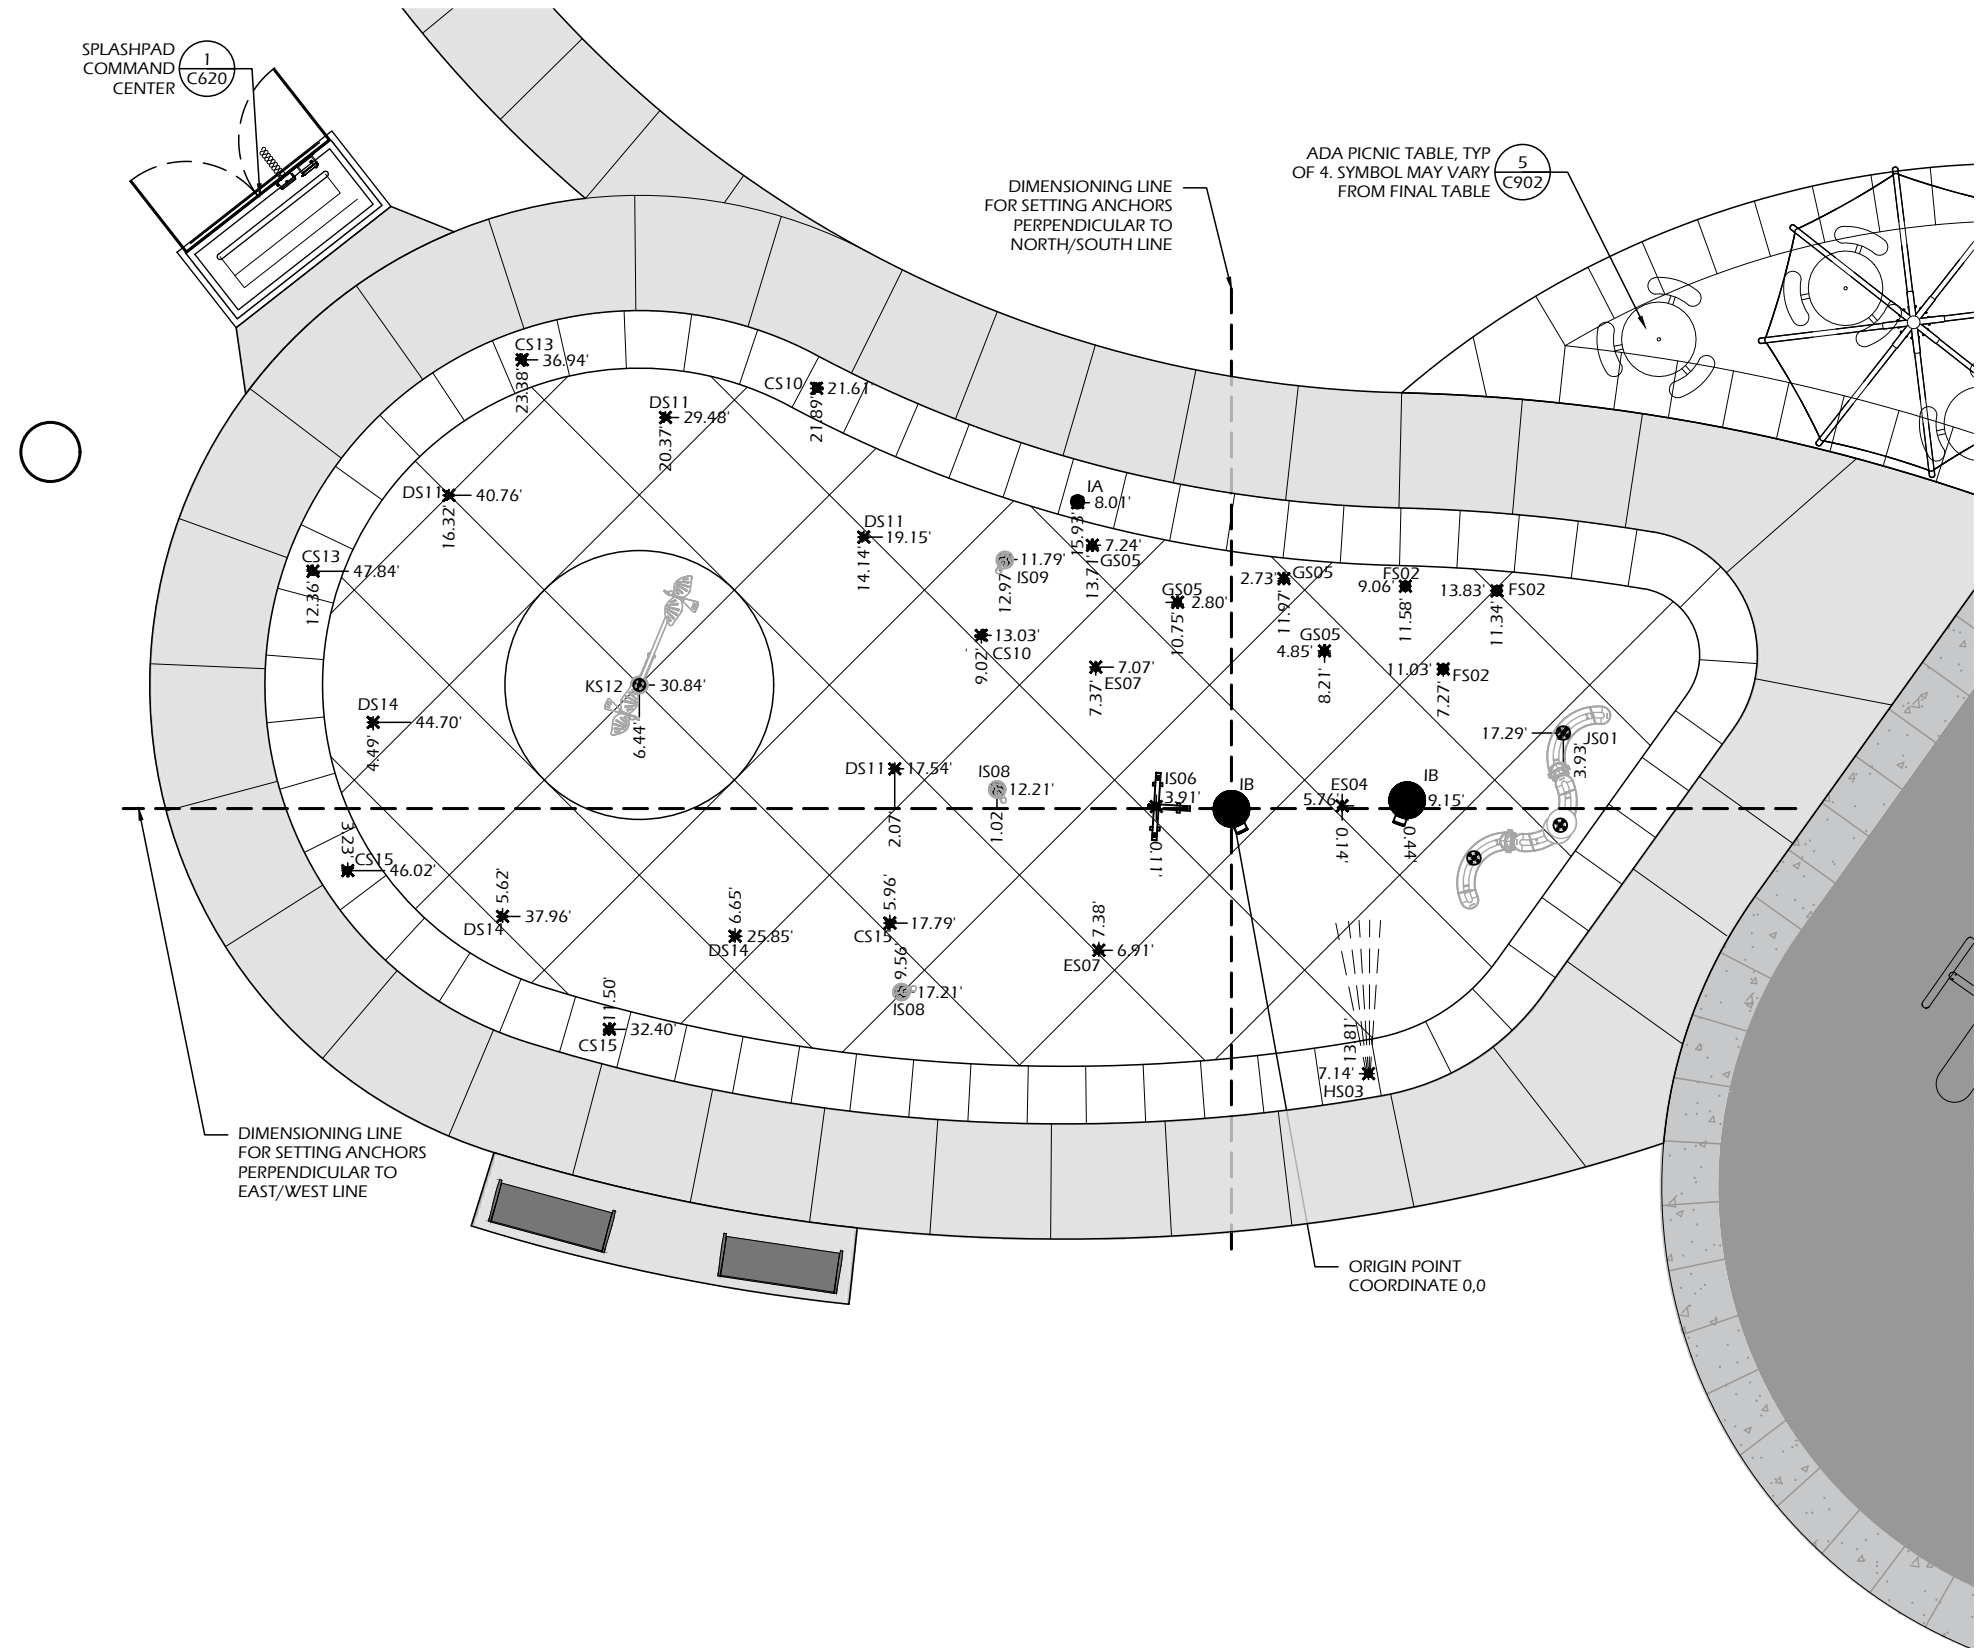 SPLASHPAD
COMMAND
CENTER
1
C620
ADA PICNIC TABLE, TYP
OF 4. SYMBOL MAY VARY
FROM FINAL TABLE
5
C902
DIMENSIONING LINE
FOR SETTING ANCHORS
PERPENDICULAR TO
NORTH/SOUTH LINE
CS13
36.94'
23.38'
CS10
21.61'
21.89'
DS11
29.48'
20.37'
DS11
40.76'
16.32'
IA
8.01'
15.93'
DS11
19.15'
14.14'
7.24'
GS05
13.71'
11.79'
IS09
12.97'
CS13
47.84'
12.36'
2.73'
GS05
11.97'
FS02
9.06'
11.58'
13.83'
FS02
11.34'
GS05
2.80'
10.75'
13.03'
CS10
9.02'
GS05
4.85'
8.21'
7.07'
ES07
7.37'
11.03'
FS02
7.27'
KS12
30.84'
6.44'
DS14
44.70'
4.49'
17.29'
JS01
3.93'
DS11
17.54'
2.07'
IS08
12.21'
1.02'
IS06
3.91'
0.11'
IB
ES04
5.76'
0.14'
IB
9.15'
0.44'
3.23'
CS15
46.02'
5.62'
37.96'
DS14
6.65'
25.85'
DS14
5.96'
17.79'
CS15
7.38'
6.91'
ES07
9.56'
17.21'
IS08
11.50'
32.40'
CS15
13.81'
7.14'
HS03
DIMENSIONING LINE
FOR SETTING ANCHORS
PERPENDICULAR TO
EAST/WEST LINE
ORIGIN POINT
COORDINATE 0,0